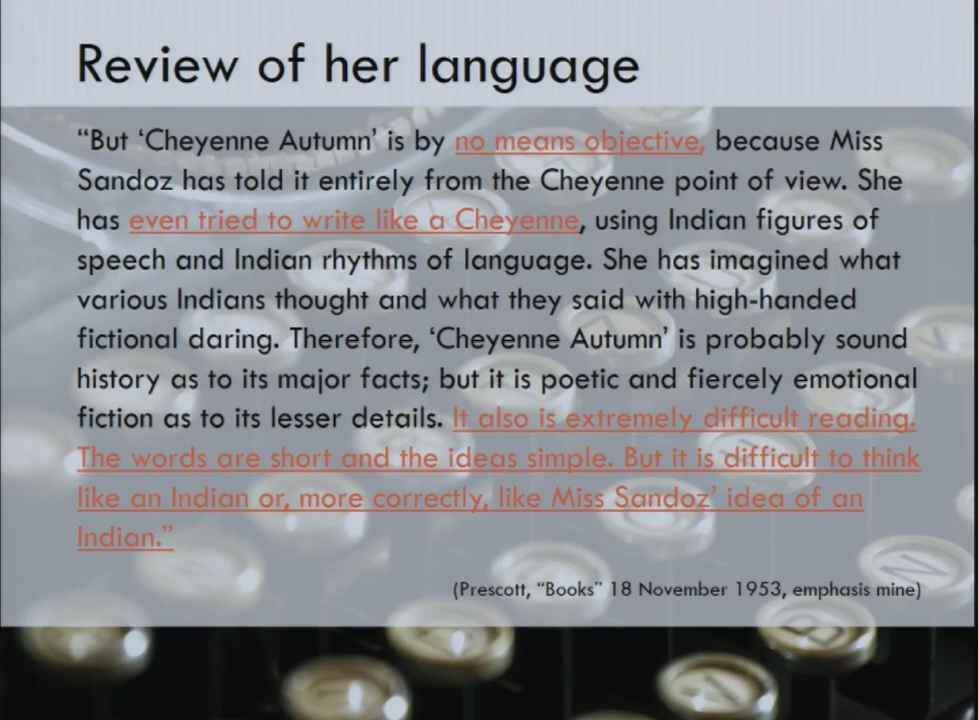 Review of her language
“But ‘Cheyenne Autumn’ is by no means objective, because Miss
Sandoz has told it entirely from the Cheyenne point of view. She
has even tried to write like a Cheyenne, using Indian figures of
speech and Indian rhythms of language. She has imagined what
various Indians thought and what they said with high-handed
fictional daring. Therefore, ‘Cheyenne Autumn’ is probably sound
history as to its major facts; but it is poetic and fiercely emotional
fiction as to its lesser details. It also is extremely difficult reading.
The words are short and the ideas simple. But it is difficult to think
like an Indian or, more correctly, like Miss Sandoz’ idea of an
Indian.”
(Prescott, “Books” 18 November 1953, emphasis mine)